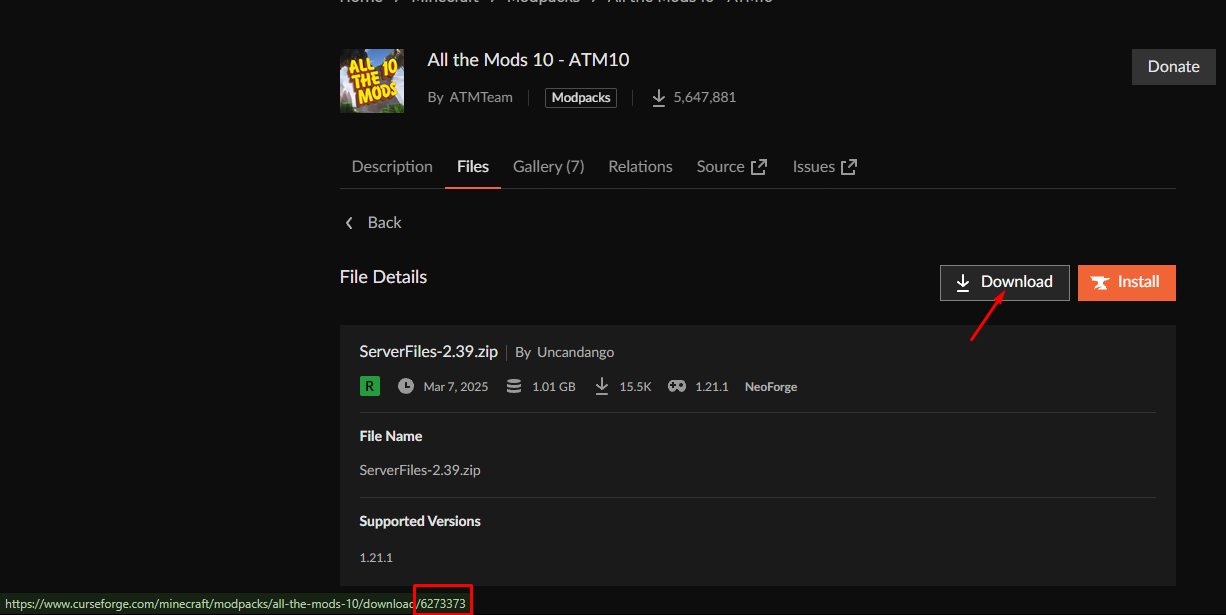 Home / Minecraft / Modpacks / All the Mods 10 - ATM10
ALL THE 10 MODS
All the Mods 10 - ATM10
Donate
By ATMTeam | Modpacks | 5,647,881
Description Files Gallery (7) Relations Source Issues
Back
File Details
Download Install
ServerFiles-2.39.zip | By Uncandango
R Mar 7, 2025 1.01 GB 15.5K 1.21.1 NeoForge
File Name
ServerFiles-2.39.zip
Supported Versions
1.21.1
https://www.curseforge.com/minecraft/modpacks/all-the-mods-10/download/6273373